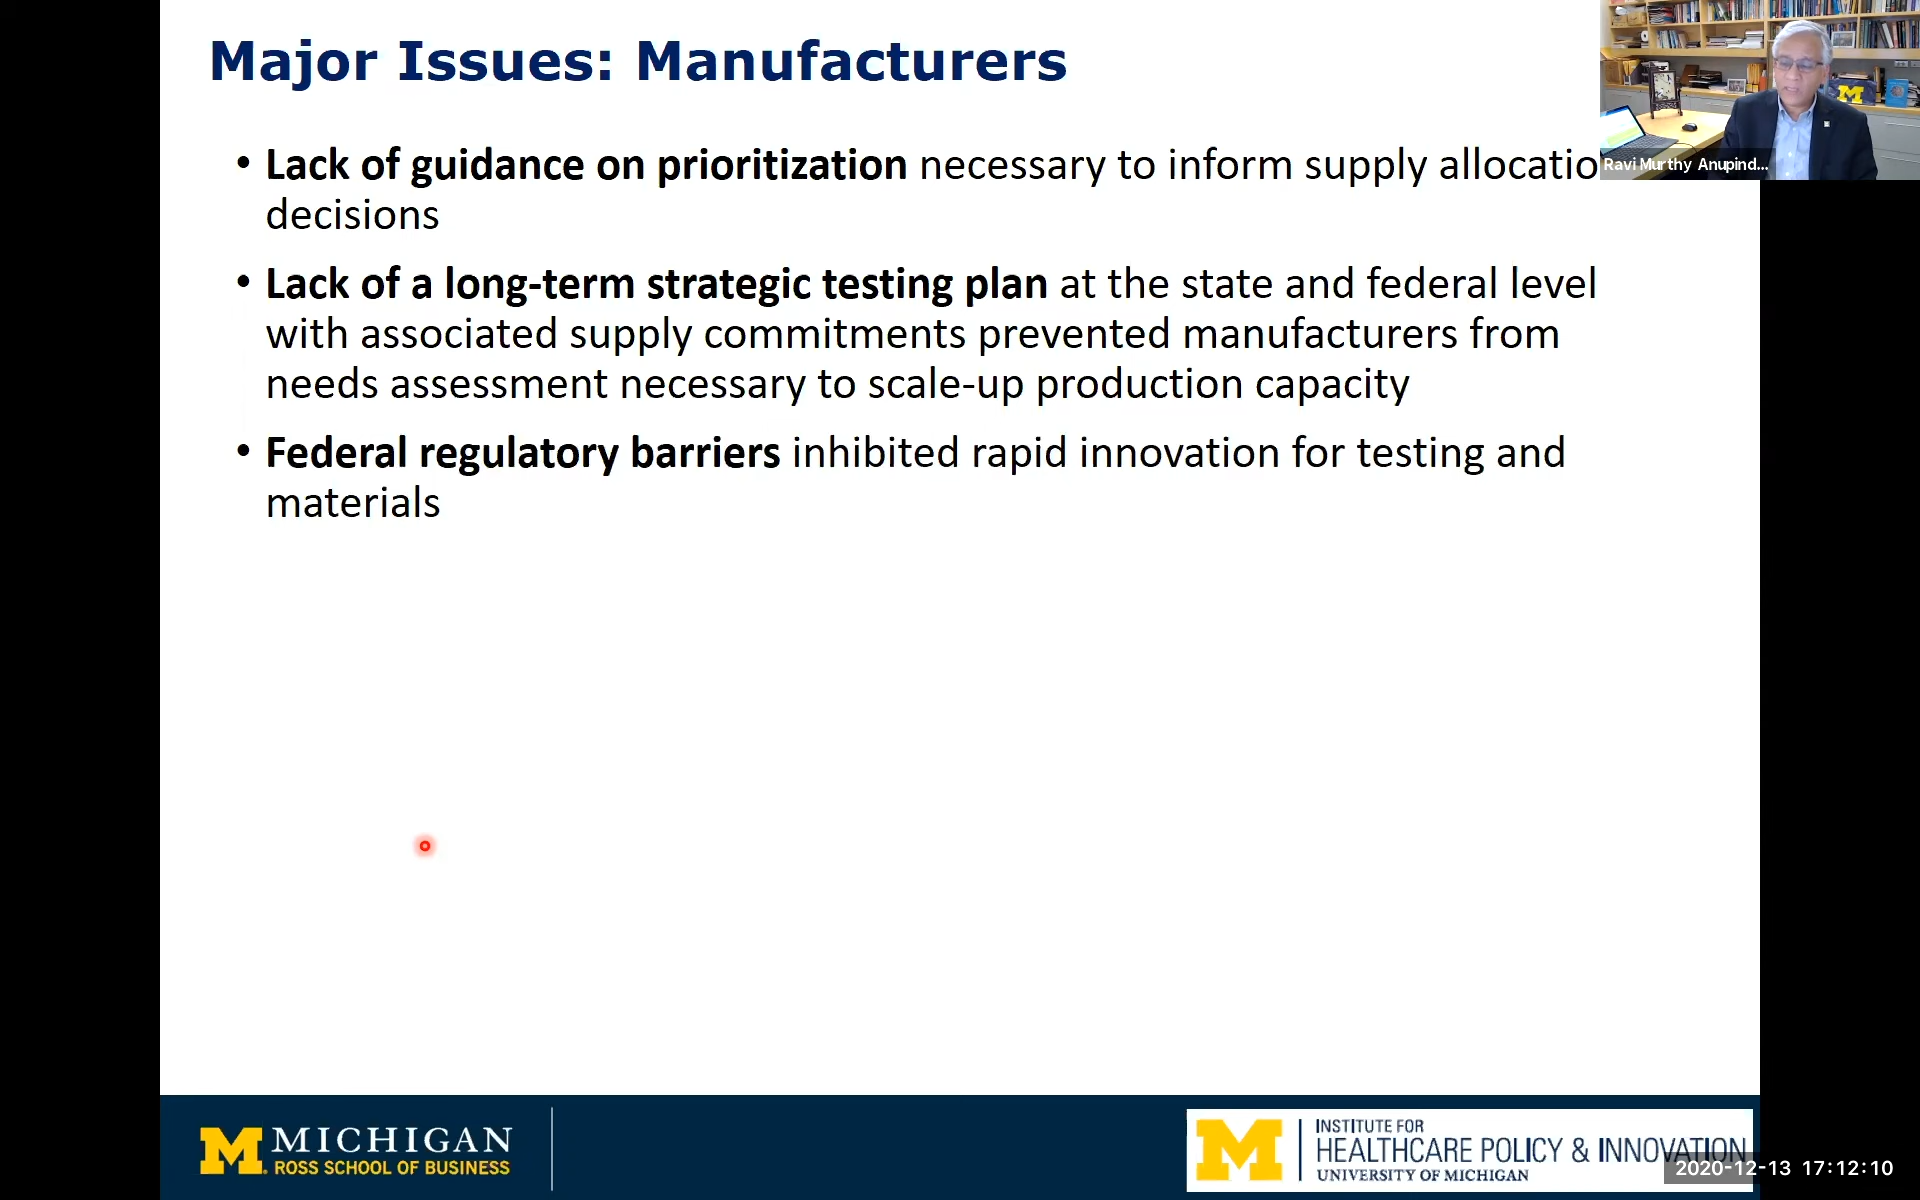 Major Issues: Manufacturers
• Lack of guidance on prioritization necessary to inform supply allocatio
decisions
• Lack of a long-term strategic testing plan at the state and federal level
with associated supply commitments prevented manufacturers from
needs assessment necessary to scale-up production capacity
• Federal regulatory barriers inhibited rapid innovation for testing and
materials
Ravi Murthy Anupind...
M
M MICHIGAN
ROSS SCHOOL OF BUSINESS
M
INSTITUTE FOR
HEALTHCARE POLICY & INNOVATION
UNIVERSITY OF MICHIGAN
2020-12-13 17:12:10